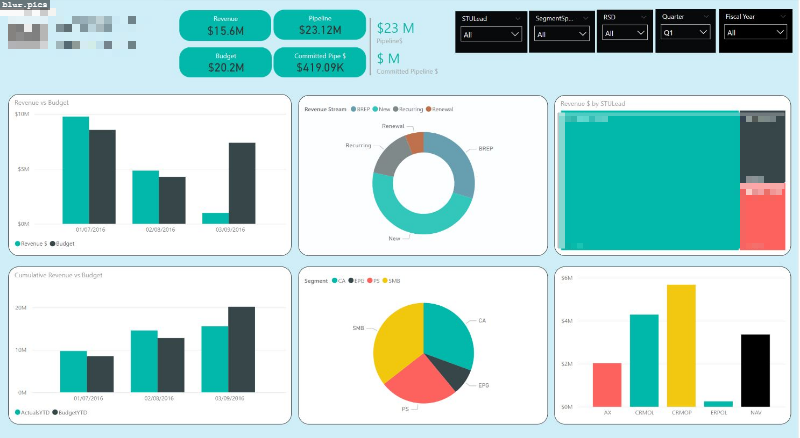 blur.pics
Revenue
$15.6M
Pipeline
$23.12M
Budget
$20.2M
Committed Pipe $
$419.09K
$23 M
Pipeline$
$ M
Committed Pipeline $
STULead
All
SegmentSp...
All
RSD
All
Quarter
Q1
Fiscal Year
All
Revenue vs Budget
$10M
$5M
$0M
01/07/2016
02/08/2016
03/09/2016
Revenue $
Budget
Revenue Stream:
BREP
New
Recurring
Renewal
Renewal
Recurring
BREP
New
Revenue $ by STULead
Cumulative Revenue vs Budget
20M
10M
0M
01/07/2016
02/08/2016
03/09/2016
ActualsYTD
BudgetYTD
Segment
CA
EPG
PS
SMB
SMB
CA
EPG
PS
$6M
$4M
$2M
$0M
AX
CRMOL
CRMOP
ERPOL
NAV